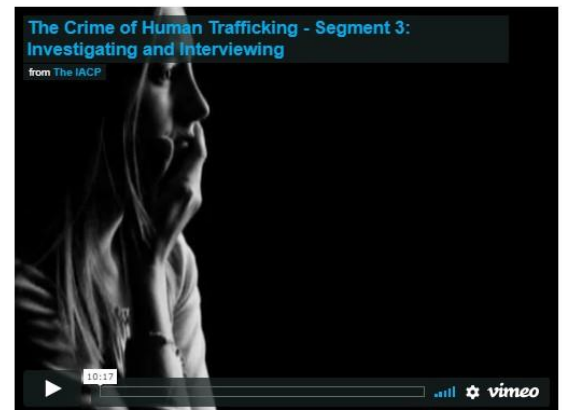 The Crime of Human Trafficking - Segment 3:
Investigating and Interviewing
from The IACP
10:17
vimeo